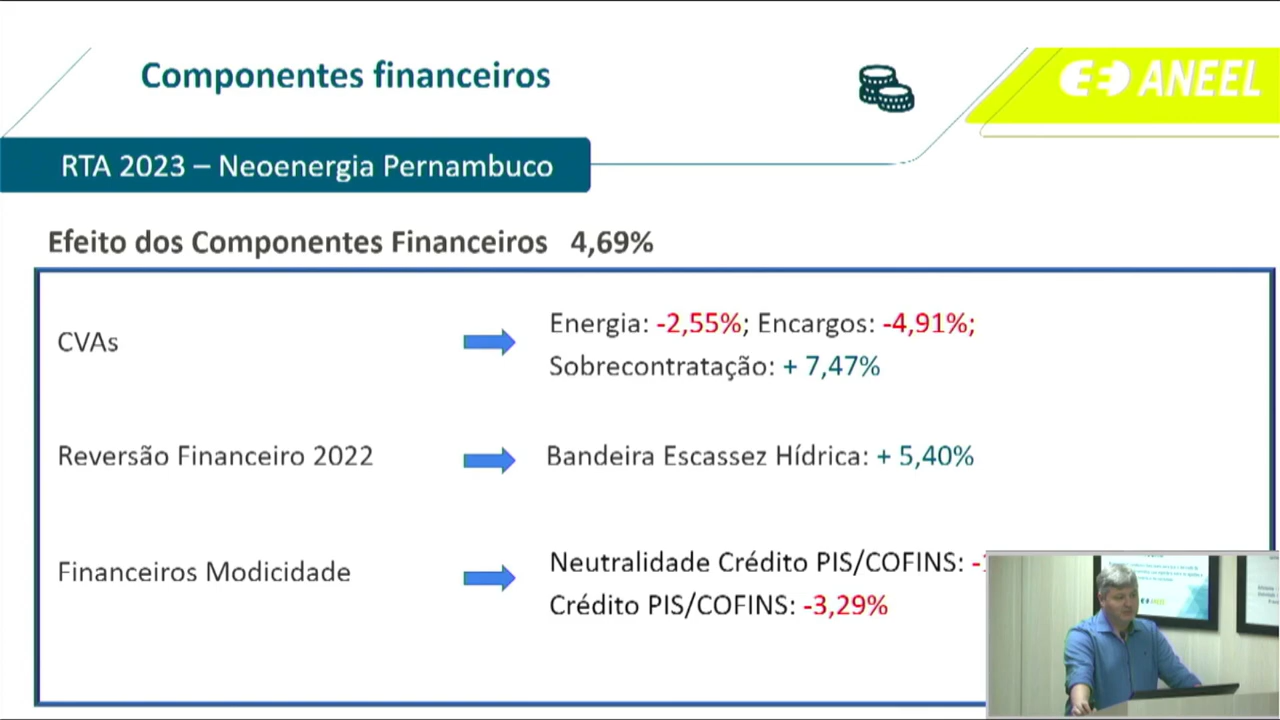 Componentes financeiros
ANEEL
RTA 2023 – Neoenergia Pernambuco
Efeito dos Componentes Financeiros 4,69%
CVAs
Energia: -2,55%; Encargos: -4,91%;
Sobrecontratação: + 7,47%
Reversão Financeiro 2022
Bandeira Escassez Hídrica: + 5,40%
Financeiros Modicidade
Neutralidade Crédito PIS/COFINS:
Crédito PIS/COFINS: -3,29%